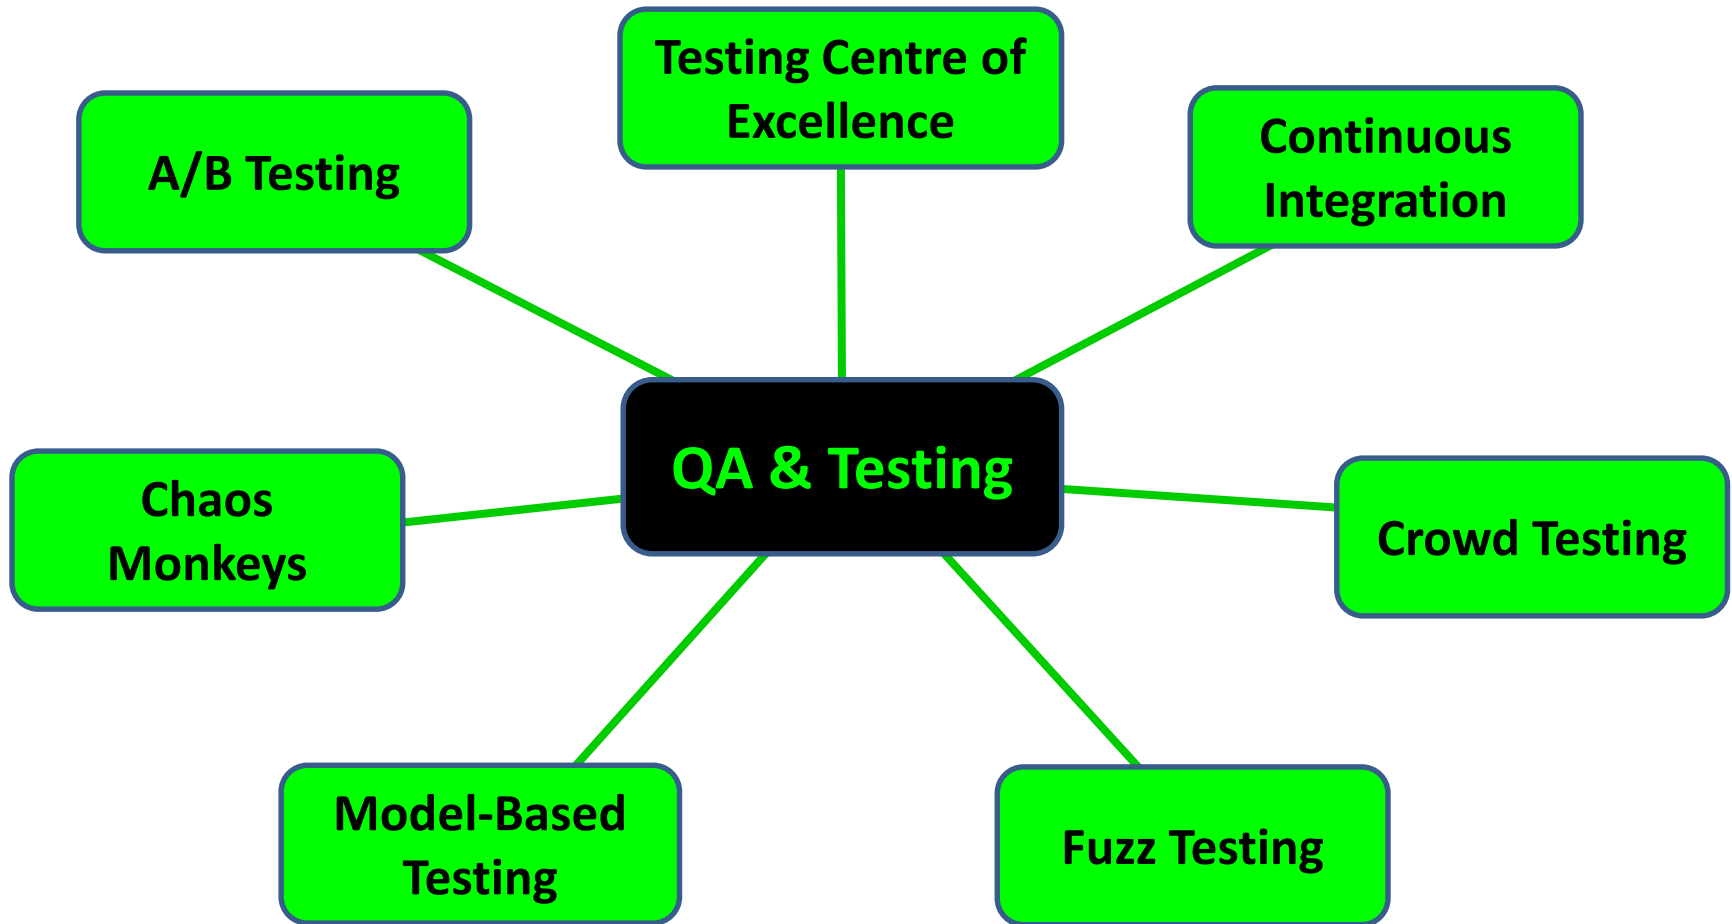 Testing Centre of
Excellence
A/B Testing
Continuous
Integration
QA & Testing
Chaos
Monkeys
Crowd Testing
Model-Based
Testing
Fuzz Testing